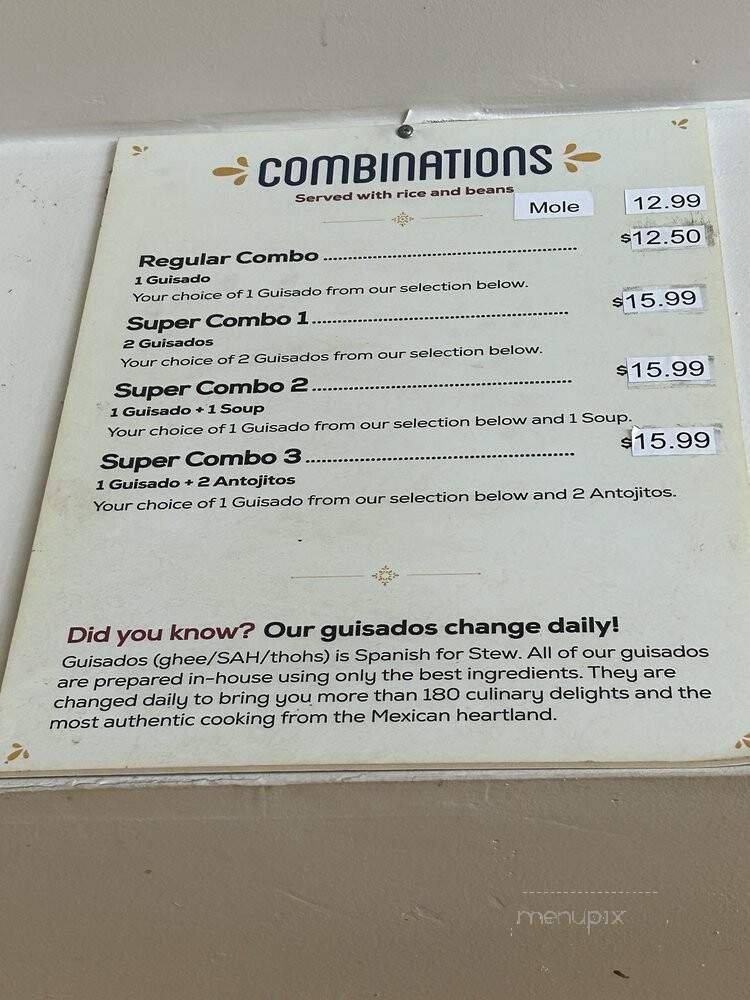 COMBINATIONS
Served with rice and beans
Mole 12.99
Regular Combo ........ $12.50
1 Guisado
Your choice of 1 Guisado from our selection below.
Super Combo 1 ........ $15.99
2 Guisados
Your choice of 2 Guisados from our selection below.
Super Combo 2 ........ $15.99
1 Guisado + 1 Soup
Your choice of 1 Guisado from our selection below and 1 Soup.
Super Combo 3 ........ $15.99
1 Guisado + 2 Antojitos
Your choice of 1 Guisado from our selection below and 2 Antojitos.
Did you know? Our guisados change daily!
Guisados (ghee/SAH/thohs) is Spanish for Stew. All of our guisados
are prepared in-house using only the best ingredients. They are
changed daily to bring you more than 180 culinary delights and the
most authentic cooking from the Mexican heartland.
menupix